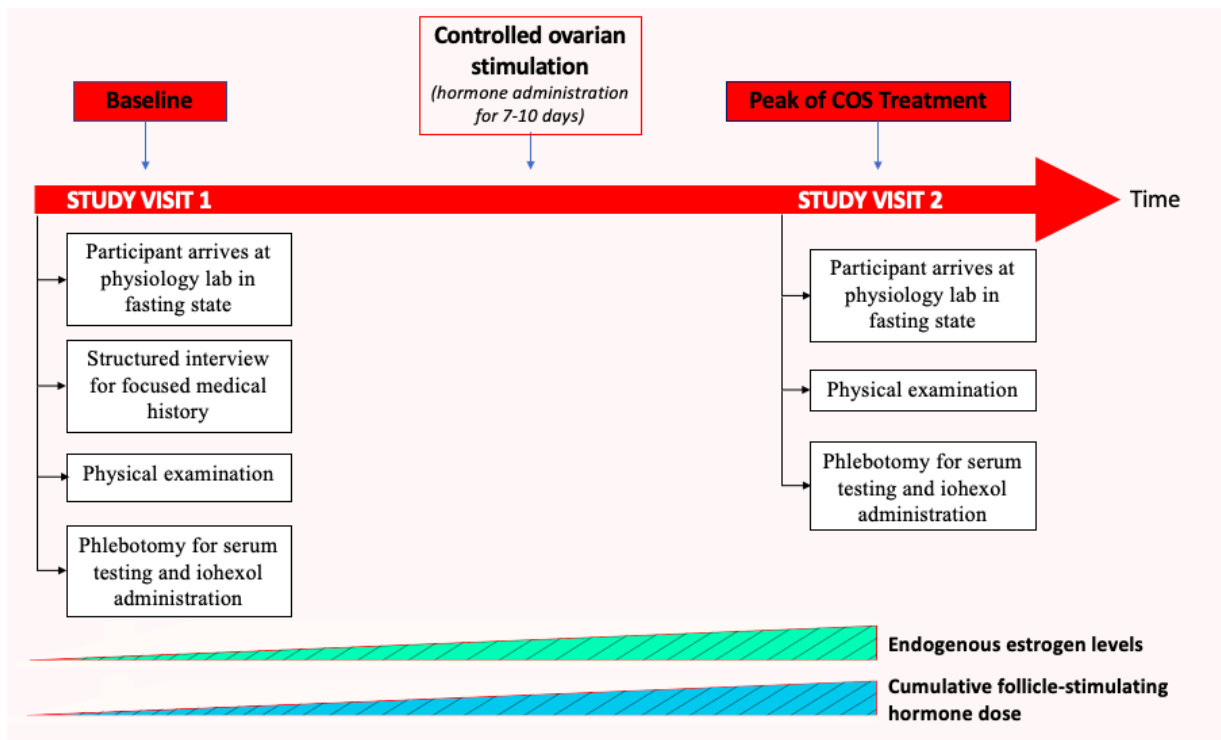 Controlled ovarian
stimulation
(hormone administration
for 7-10 days)
Baseline
Peak of COS Treatment
STUDY VISIT 1
STUDY VISIT 2
Time
Participant arrives at
physiology lab in
fasting state
Structured interview
for focused medical
history
Physical examination
Phlebotomy for serum
testing and iohexol
administration
Participant arrives at
physiology lab in
fasting state
Physical examination
Phlebotomy for serum
testing and iohexol
administration
Endogenous estrogen levels
Cumulative follicle-stimulating
hormone dose